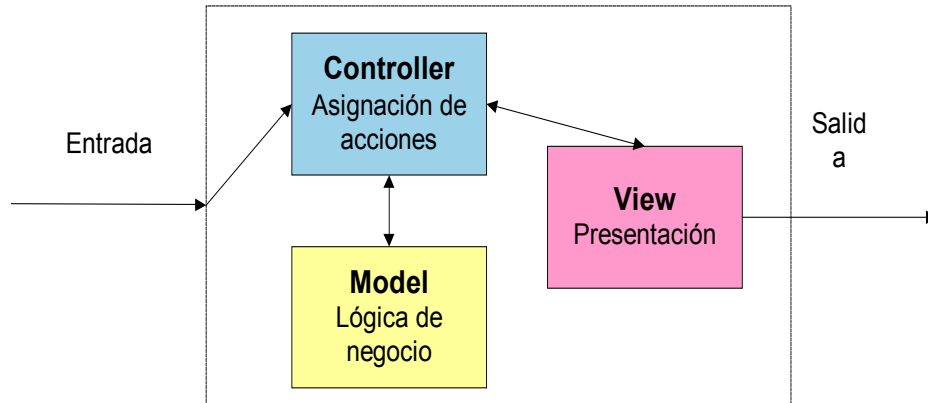 Controller
Asignación de
acciones
Entrada
Salid
a
View
Presentación
Model
Lógica de
negocio